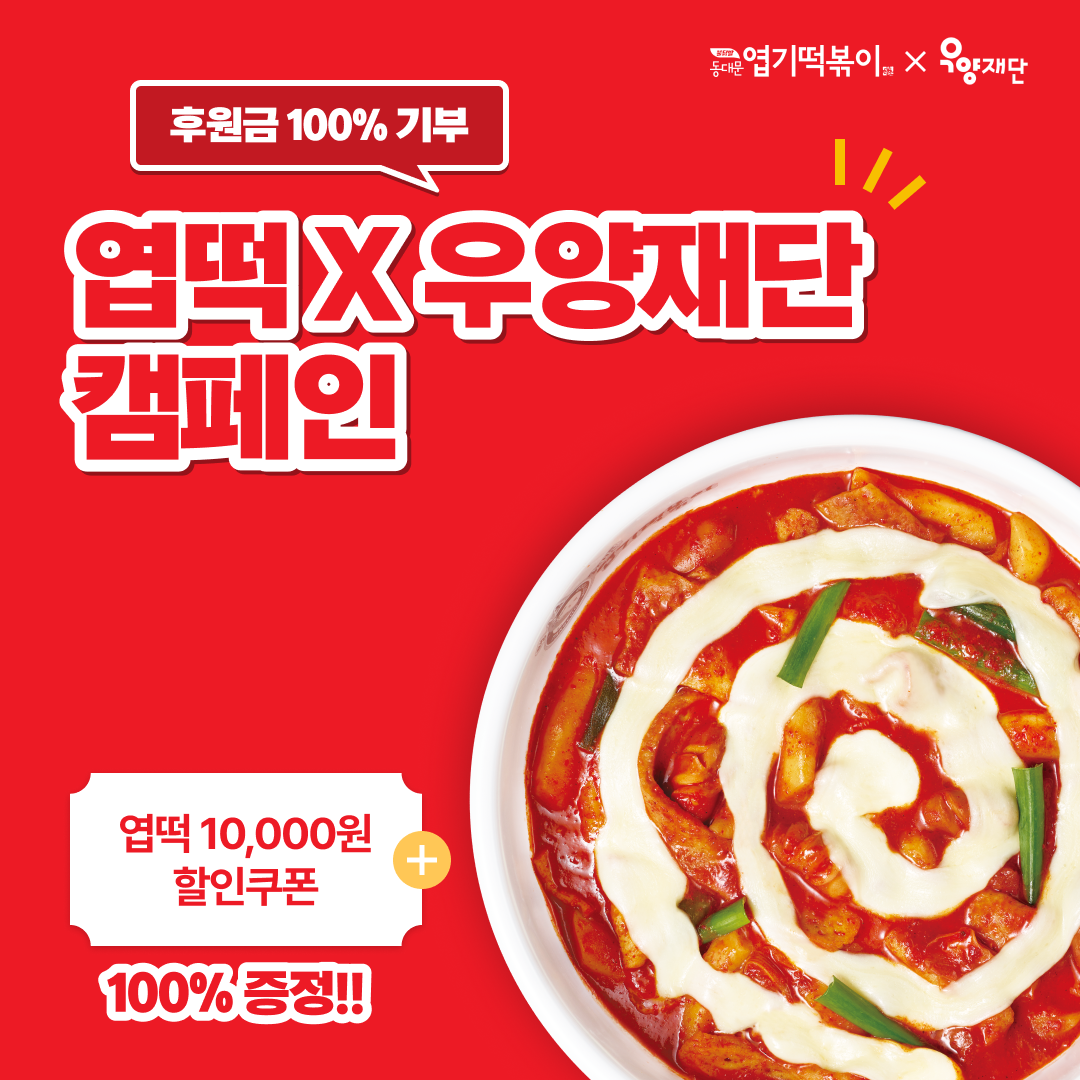 동대문 엽기떡볶이 × 우양재단
후원금 100% 기부
엽떡 X 우양재단
캠페인
엽떡 10,000원
할인쿠폰
+
100% 증정!!